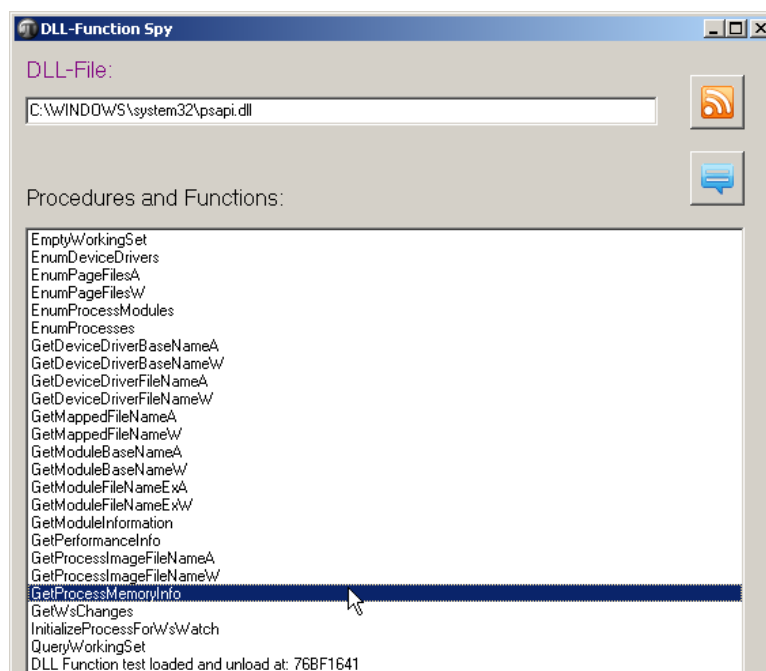 DLL-Function Spy
DLL-File:
C:\WINDOWS\system32\psapi.dll
Procedures and Functions:
EmptyWorkingSet
EnumDeviceDrivers
EnumPageFilesA
EnumPageFilesW
EnumProcessModules
EnumProcesses
GetDeviceDriverBaseNameA
GetDeviceDriverBaseNameW
GetDeviceDriverFileNameA
GetDeviceDriverFileNameW
GetMappedFileNameA
GetMappedFileNameW
GetModuleBaseNameA
GetModuleBaseNameW
GetModuleFileNameExA
GetModuleFileNameExW
GetModuleInformation
GetPerformanceInfo
GetProcessImageFileNameA
GetProcessImageFileNameW
GetProcessMemoryInfo
GetWsChanges
InitializeProcessForWsWatch
QueryWorkingSet
DLL Function test loaded and unload at: 76BF1641